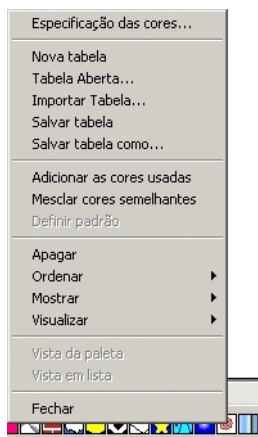 Especificação das cores...
Nova tabela
Tabela Aberta...
Importar Tabela...
Salvar tabela
Salvar tabela como...
Adicionar as cores usadas
Mesclar cores semelhantes
Definir padrão
Apagar
Ordenar
Mostrar
Visualizar
Vista da paleta
Vista em lista
Fechar